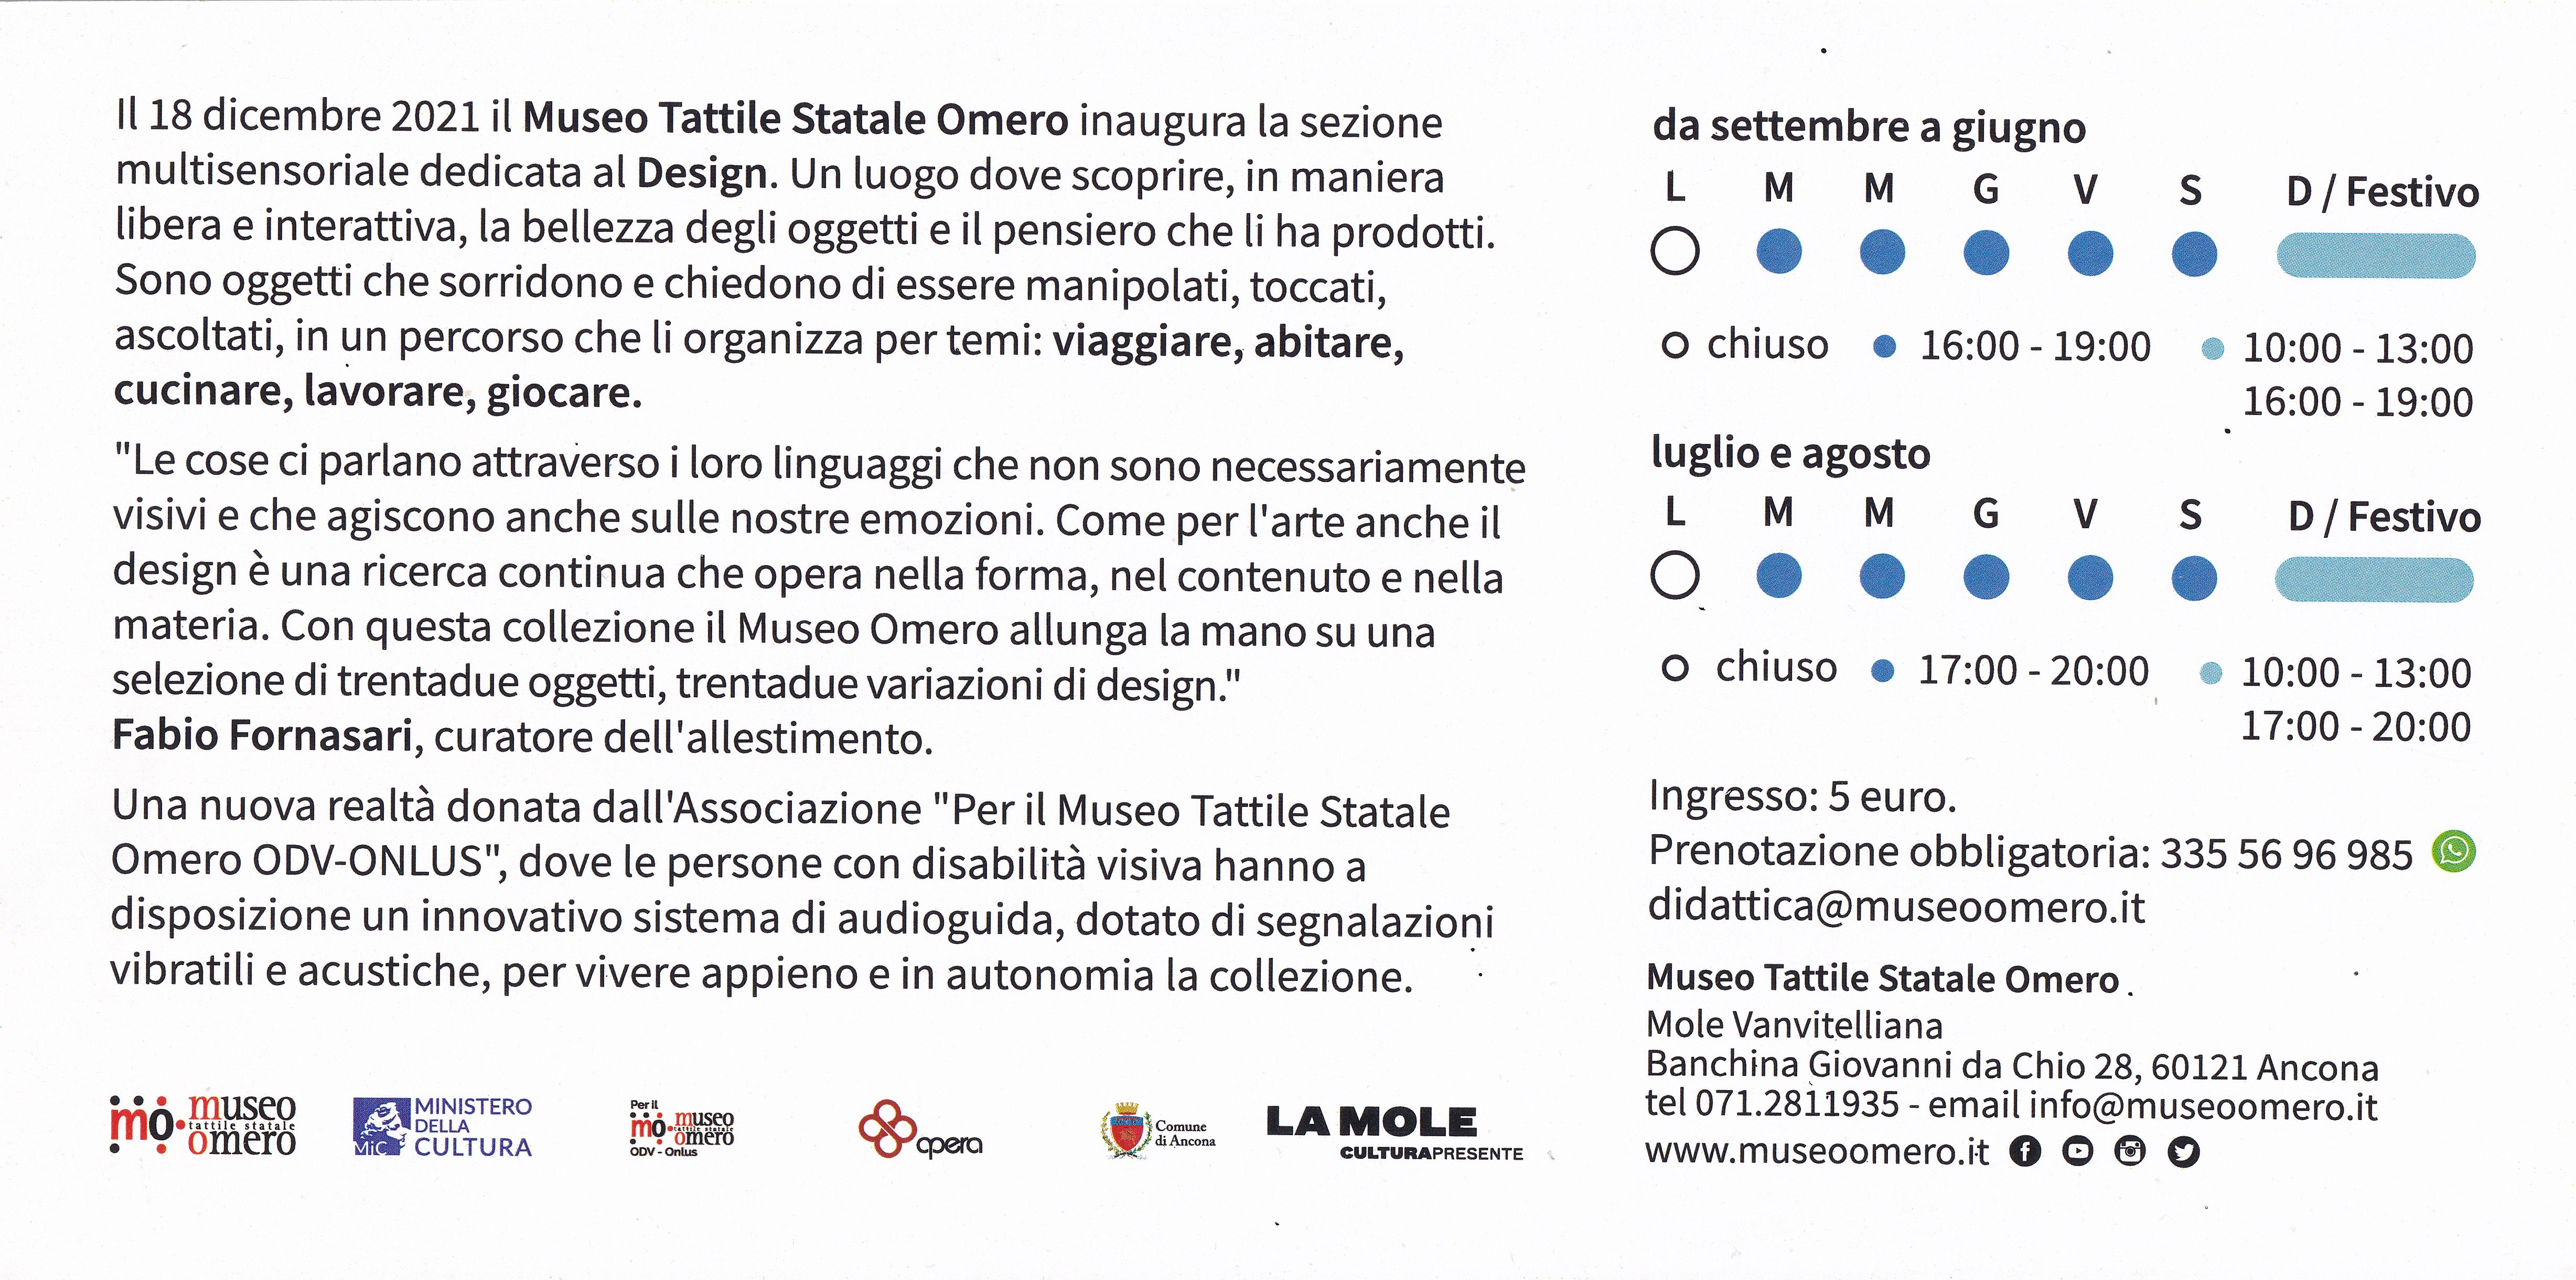 Il 18 dicembre 2021 il Museo Tattile Statale Omero inaugura la sezione
multisensoriale dedicata al Design. Un luogo dove scoprire, in maniera
libera e interattiva, la bellezza degli oggetti e il pensiero che li ha prodotti.
Sono oggetti che sorridono e chiedono di essere manipolati, toccati,
ascoltati, in un percorso che li organizza per temi: viaggiare, abitare,
cucinare, lavorare, giocare.
"Le cose ci parlano attraverso i loro linguaggi che non sono necessariamente
visivi e che agiscono anche sulle nostre emozioni. Come per l'arte anche il
design è una ricerca continua che opera nella forma, nel contenuto e nella
materia. Con questa collezione il Museo Omero allunga la mano su una
selezione di trentadue oggetti, trentadue variazioni di design."
Fabio Fornasari, curatore dell'allestimento.
Una nuova realtà donata dall'Associazione "Per il Museo Tattile Statale
Omero ODV-ONLUS", dove le persone con disabilità visiva hanno a
disposizione un innovativo sistema di audioguida, dotato di segnalazioni
vibratili e acustiche, per vivere appieno e in autonomia la collezione.
mo museo
tattile statale
omero
MiC
MINISTERO
DELLA
CULTURA
Per il
mo museo
tattile statale
omero
ODV - Onlus
opera
Comune
di Ancona
LA MOLE
CULTURAPRESENTE
da settembre a giugno
L M M G V S D / Festivo
chiuso 16:00 - 19:00 10:00 - 13:00
16:00 - 19:00
luglio e agosto
L M M G V S D / Festivo
chiuso 17:00 - 20:00 10:00 - 13:00
17:00 - 20:00
Ingresso: 5 euro.
Prenotazione obbligatoria: 335 56 96 985
didattica@museoomero.it
Museo Tattile Statale Omero
Mole Vanvitelliana
Banchina Giovanni da Chio 28, 60121 Ancona
tel 071.2811935 - email info@museoomero.it
www.museoomero.it